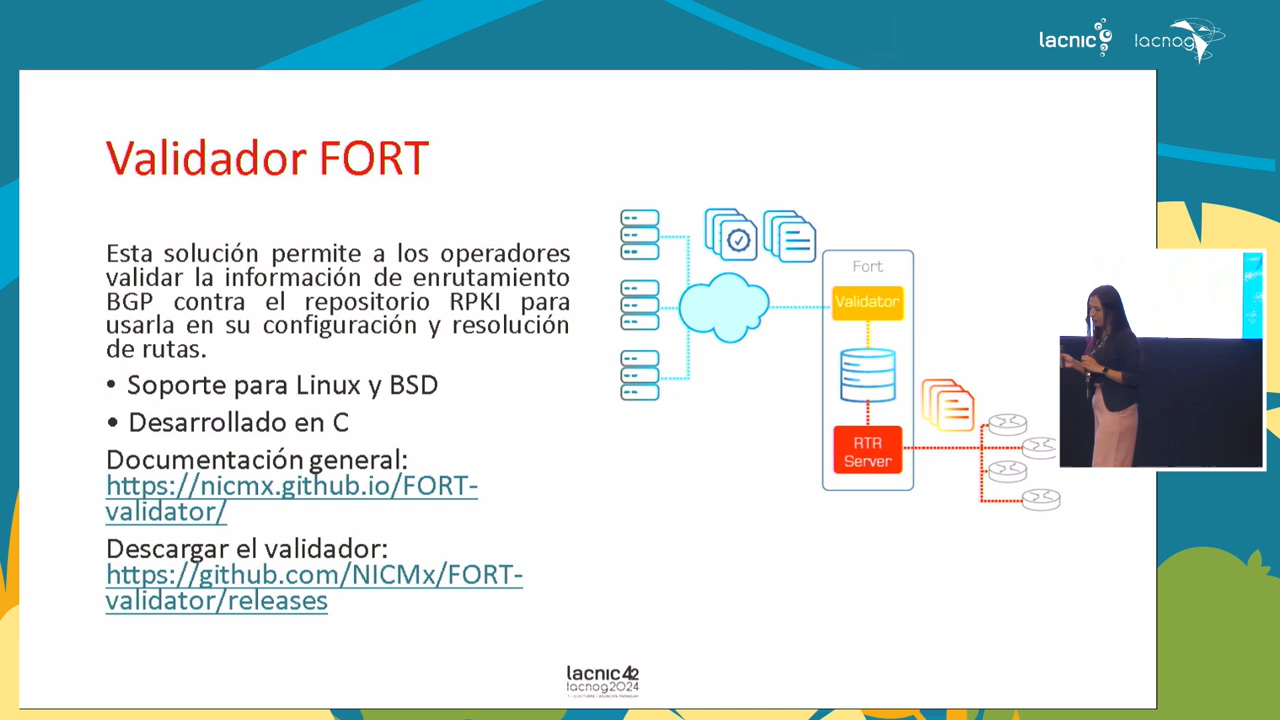 lacnic
lacnog
Validador FORT
Esta solución permite a los operadores
validar la información de enrutamiento
BGP contra el repositorio RPKI para
usarla en su configuración y resolución
de rutas.
• Soporte para Linux y BSD
• Desarrollado en C
Documentación general:
https://nicmx.github.io/FORT-
validator/
Descargar el validador:
https://github.com/NICMx/FORT-
validator/releases
Fort
Validator
RTR
Server
lacnic42
lacnog2024